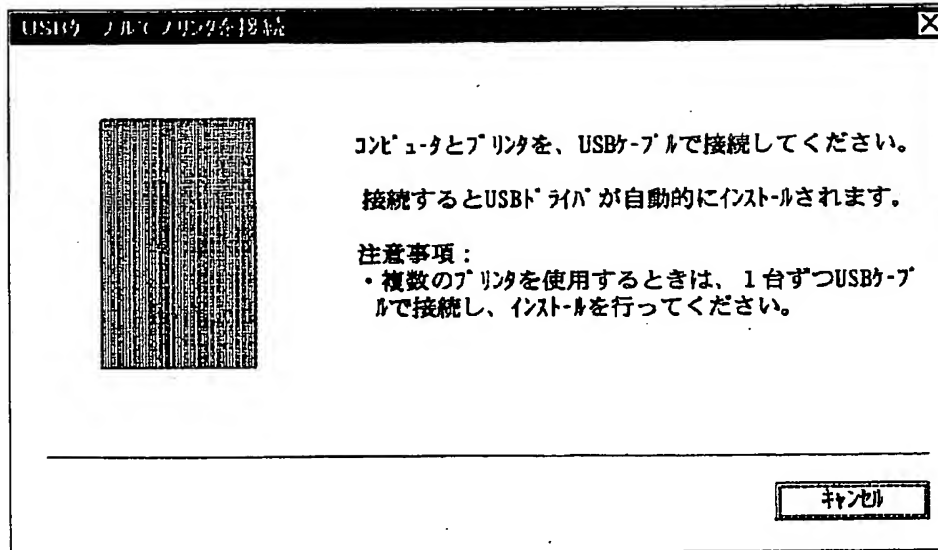 USBケーブルでプリンタを接続
コンピュータとプリンタを、USBケーブルで接続してください。
接続するとUSBドライバが自動的にインストールされます。
注意事項：
・複数のプリンタを使用するときは、１台ずつUSBケーブ
ルで接続し、インストールを行ってください。
キャンセル